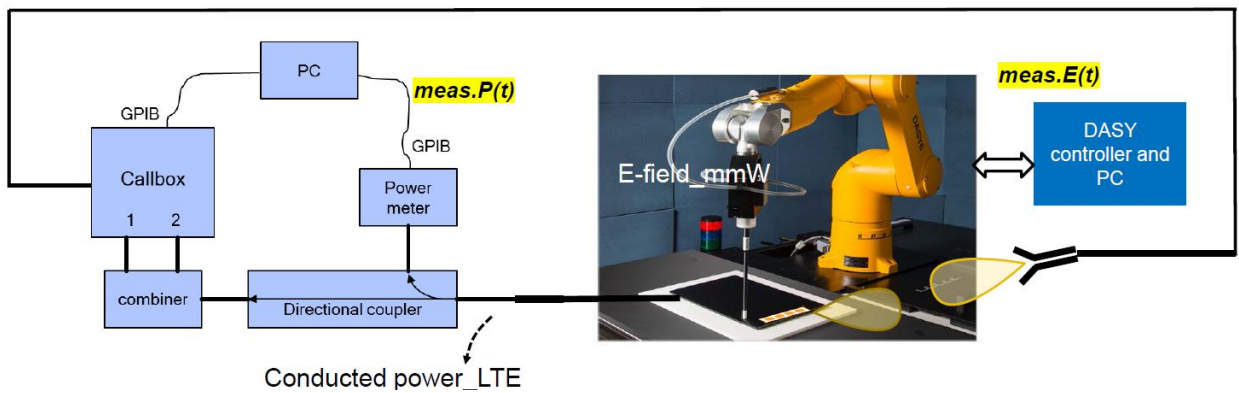 PC
meas.P(t)
meas.E(t)
GPIB
GPIB
Callbox
1 2
Power
meter
E-field_mmW
DASY6
DASY
controller and
PC
combiner
Directional coupler
Conducted power_LTE